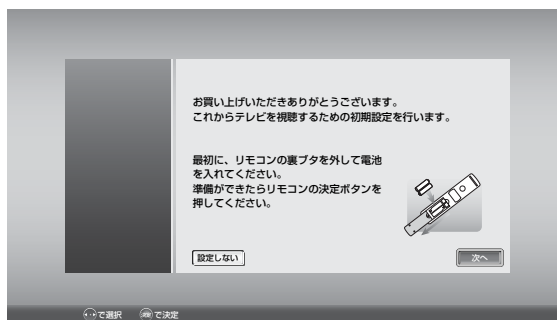 お買い上げいただきありがとうございます。
これからテレビを視聴するための初期設定を行います。
最初に、リモコンの裏ブタを外して電池
を入れてください。
準備ができたらリモコンの決定ボタンを
押してください。
設定しない
次へ
で選択 決定で決定